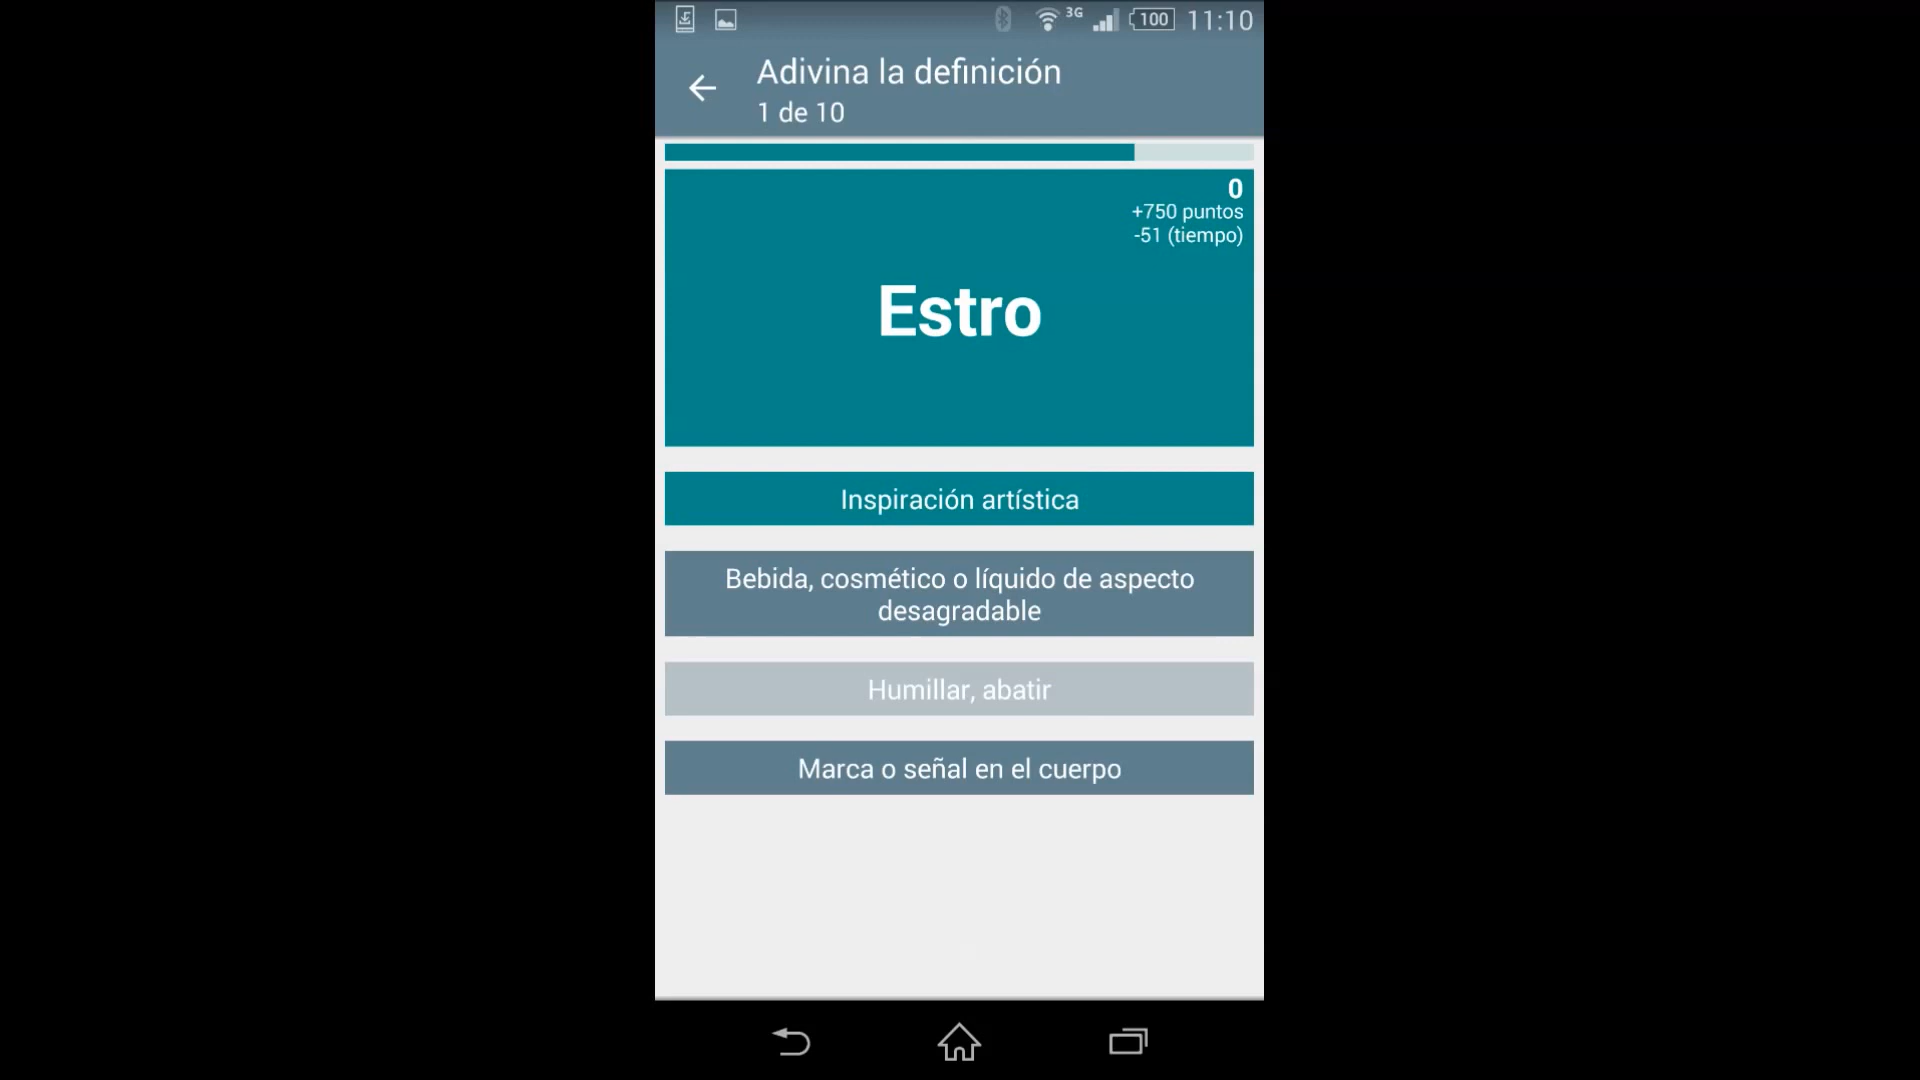 3G
100
11:10
Adivina la definición
1 de 10
0
+750 puntos
-51 (tiempo)
Estro
Inspiración artística
Bebida, cosmético o líquido de aspecto
desagradable
Humillar, abatir
Marca o señal en el cuerpo